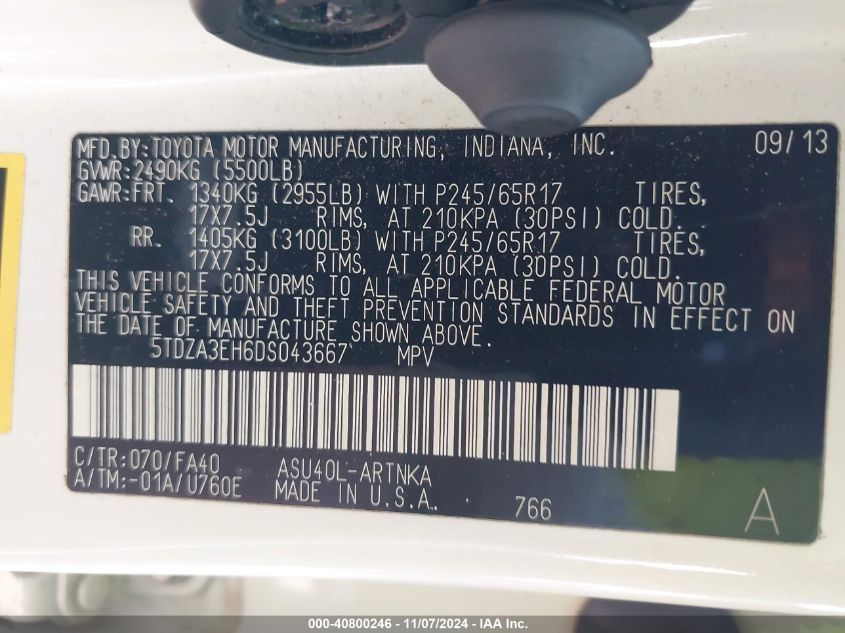 MFD.BY:TOYOTA MOTOR MANUFACTURING, INDIANA, INC. 09/13
GVWR:2490KG (5500LB)
GAWR:FRT. 1340KG (2955LB) WITH P245/65R17 TIRES,
17X7.5J RIMS, AT 210KPA (30PSI) COLD.
RR. 1405KG (3100LB) WITH P245/65R17 TIRES,
17X7.5J RIMS, AT 210KPA (30PSI) COLD.
THIS VEHICLE CONFORMS TO ALL APPLICABLE FEDERAL MOTOR
VEHICLE SAFETY AND THEFT PREVENTION STANDARDS IN EFFECT ON
THE DATE OF MANUFACTURE SHOWN ABOVE.
5TDZA3EH6DS043667 MPV
C/TR:070/FA40 ASU40L-ARTNKA
A/TM:-01A/U760E MADE IN U.S.A. 766 A
000-40800246 - 11/07/2024 - IAA Inc.